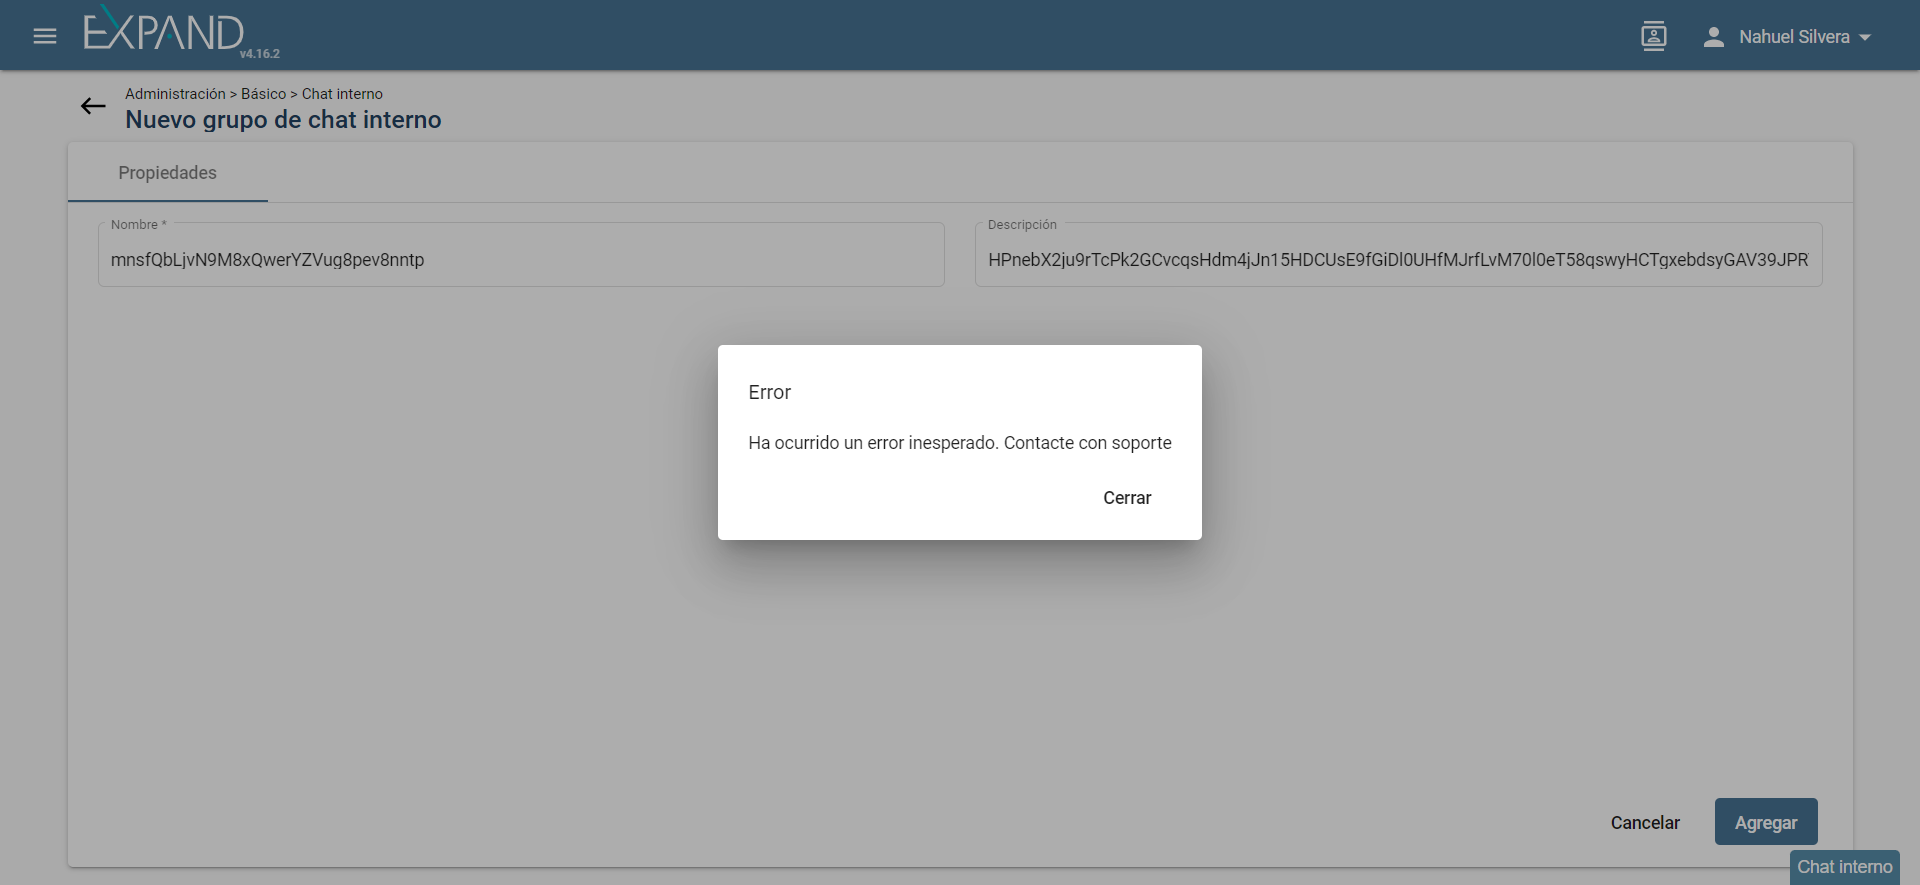 EXPAND
v4.16.2
Nahuel Silvera
Administración > Básico > Chat interno
Nuevo grupo de chat interno
Propiedades
Nombre *
mnsfQbLjvN9M8xQwerYZVug8pev8nntp
Descripción
HPnebX2ju9rTcPk2GCvcqsHdm4jJn15HDCUsE9fGiDl0UHfMJrfLvM70l0eT58qswyHCTgxebdsyGAV39JPR
Error
Ha ocurrido un error inesperado. Contacte con soporte
Cerrar
Cancelar
Agregar
Chat interno